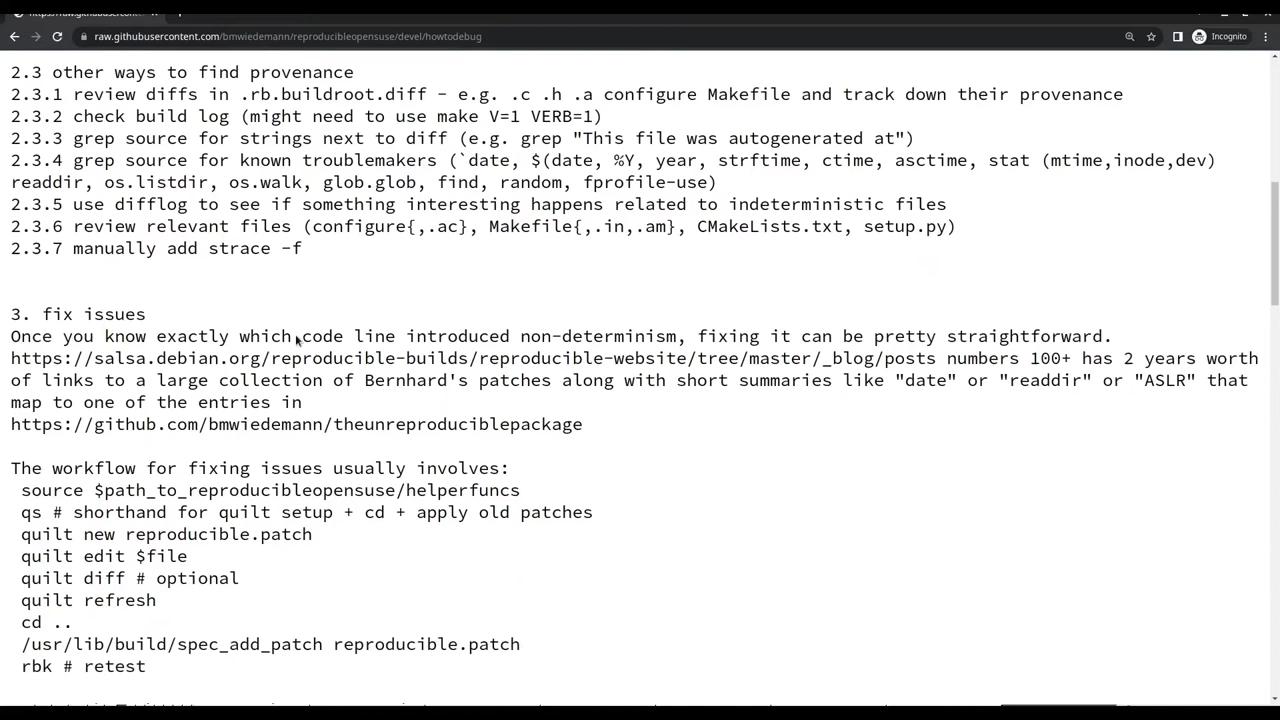 raw.githubusercontent.com/bmwiedemann/reproducibleopensuse/devel/howtodebug
Incognito
2.3 other ways to find provenance
2.3.1 review diffs in .rb.buildroot.diff - e.g. .c .h .a configure Makefile and track down their provenance
2.3.2 check build log (might need to use make V=1 VERB=1)
2.3.3 grep source for strings next to diff (e.g. grep "This file was autogenerated at")
2.3.4 grep source for known troublemakers (`date, $(date, %Y, year, strftime, ctime, asctime, stat (mtime,inode,dev)
readdir, os.listdir, os.walk, glob.glob, find, random, fprofile-use)
2.3.5 use difflog to see if something interesting happens related to indeterministic files
2.3.6 review relevant files (configure{,.ac}, Makefile{,.in,.am}, CMakeLists.txt, setup.py)
2.3.7 manually add strace -f
3. fix issues
Once you know exactly which code line introduced non-determinism, fixing it can be pretty straightforward.
https://salsa.debian.org/reproducible-builds/reproducible-website/tree/master/_blog/posts numbers 100+ has 2 years worth
of links to a large collection of Bernhard's patches along with short summaries like "date" or "readdir" or "ASLR" that
map to one of the entries in
https://github.com/bmwiedemann/theunreproduciblepackage
The workflow for fixing issues usually involves:
source $path_to_reproducibleopensuse/helperfuncs
qs # shorthand for quilt setup + cd + apply old patches
quilt new reproducible.patch
quilt edit $file
quilt diff # optional
quilt refresh
cd ..
/usr/lib/build/spec_add_patch reproducible.patch
rbk # retest